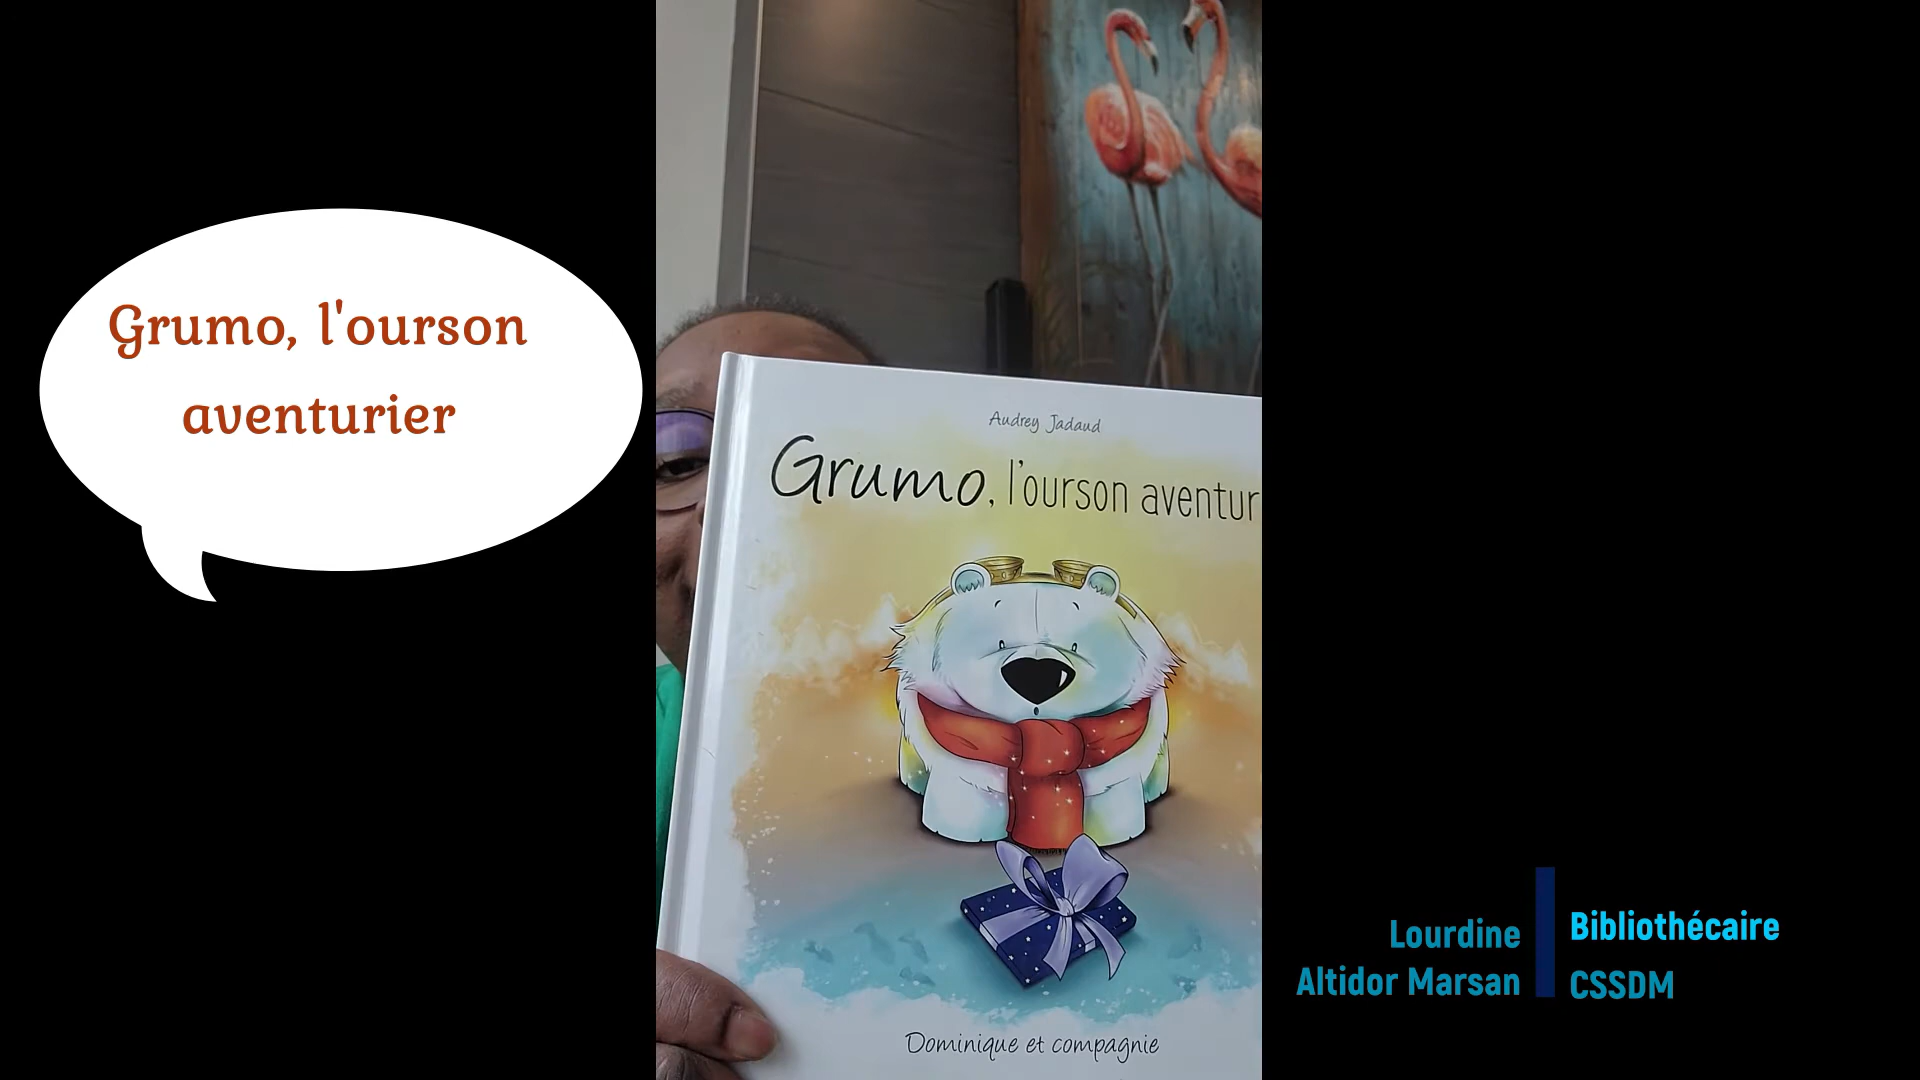 Grumo, l'ourson
aventurier
Audrey Jadaud
Grumo, l'ourson aventur
Dominique et compagnie
Lourdine
Altidor Marsan
Bibliothécaire
CSSDM